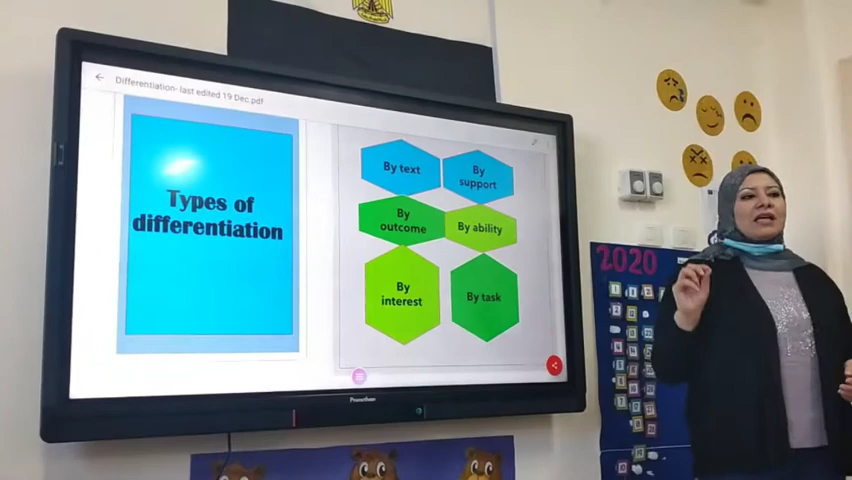 Differentiation- last edited 19 Dec.pdf
Types of
differentiation
By text
By
support
By
outcome
By ability
By
interest
By task
Promethean
2020